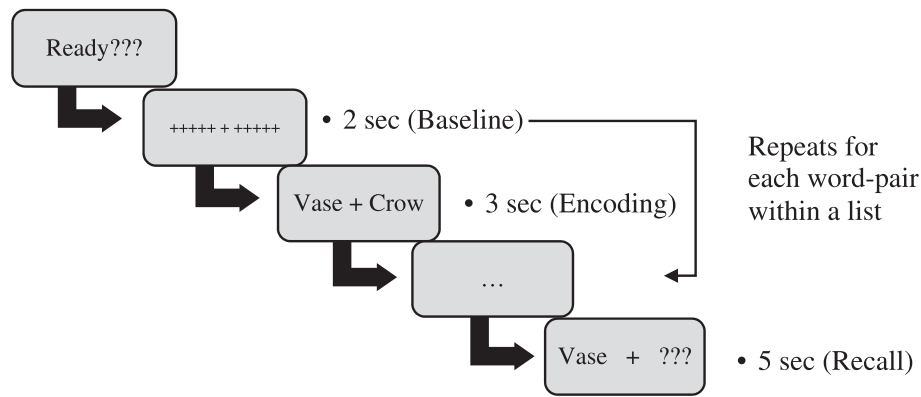 Ready???
+++++ + +++++
• 2 sec (Baseline)
Repeats for
each word-pair
within a list
Vase + Crow
• 3 sec (Encoding)
...
Vase + ???
• 5 sec (Recall)